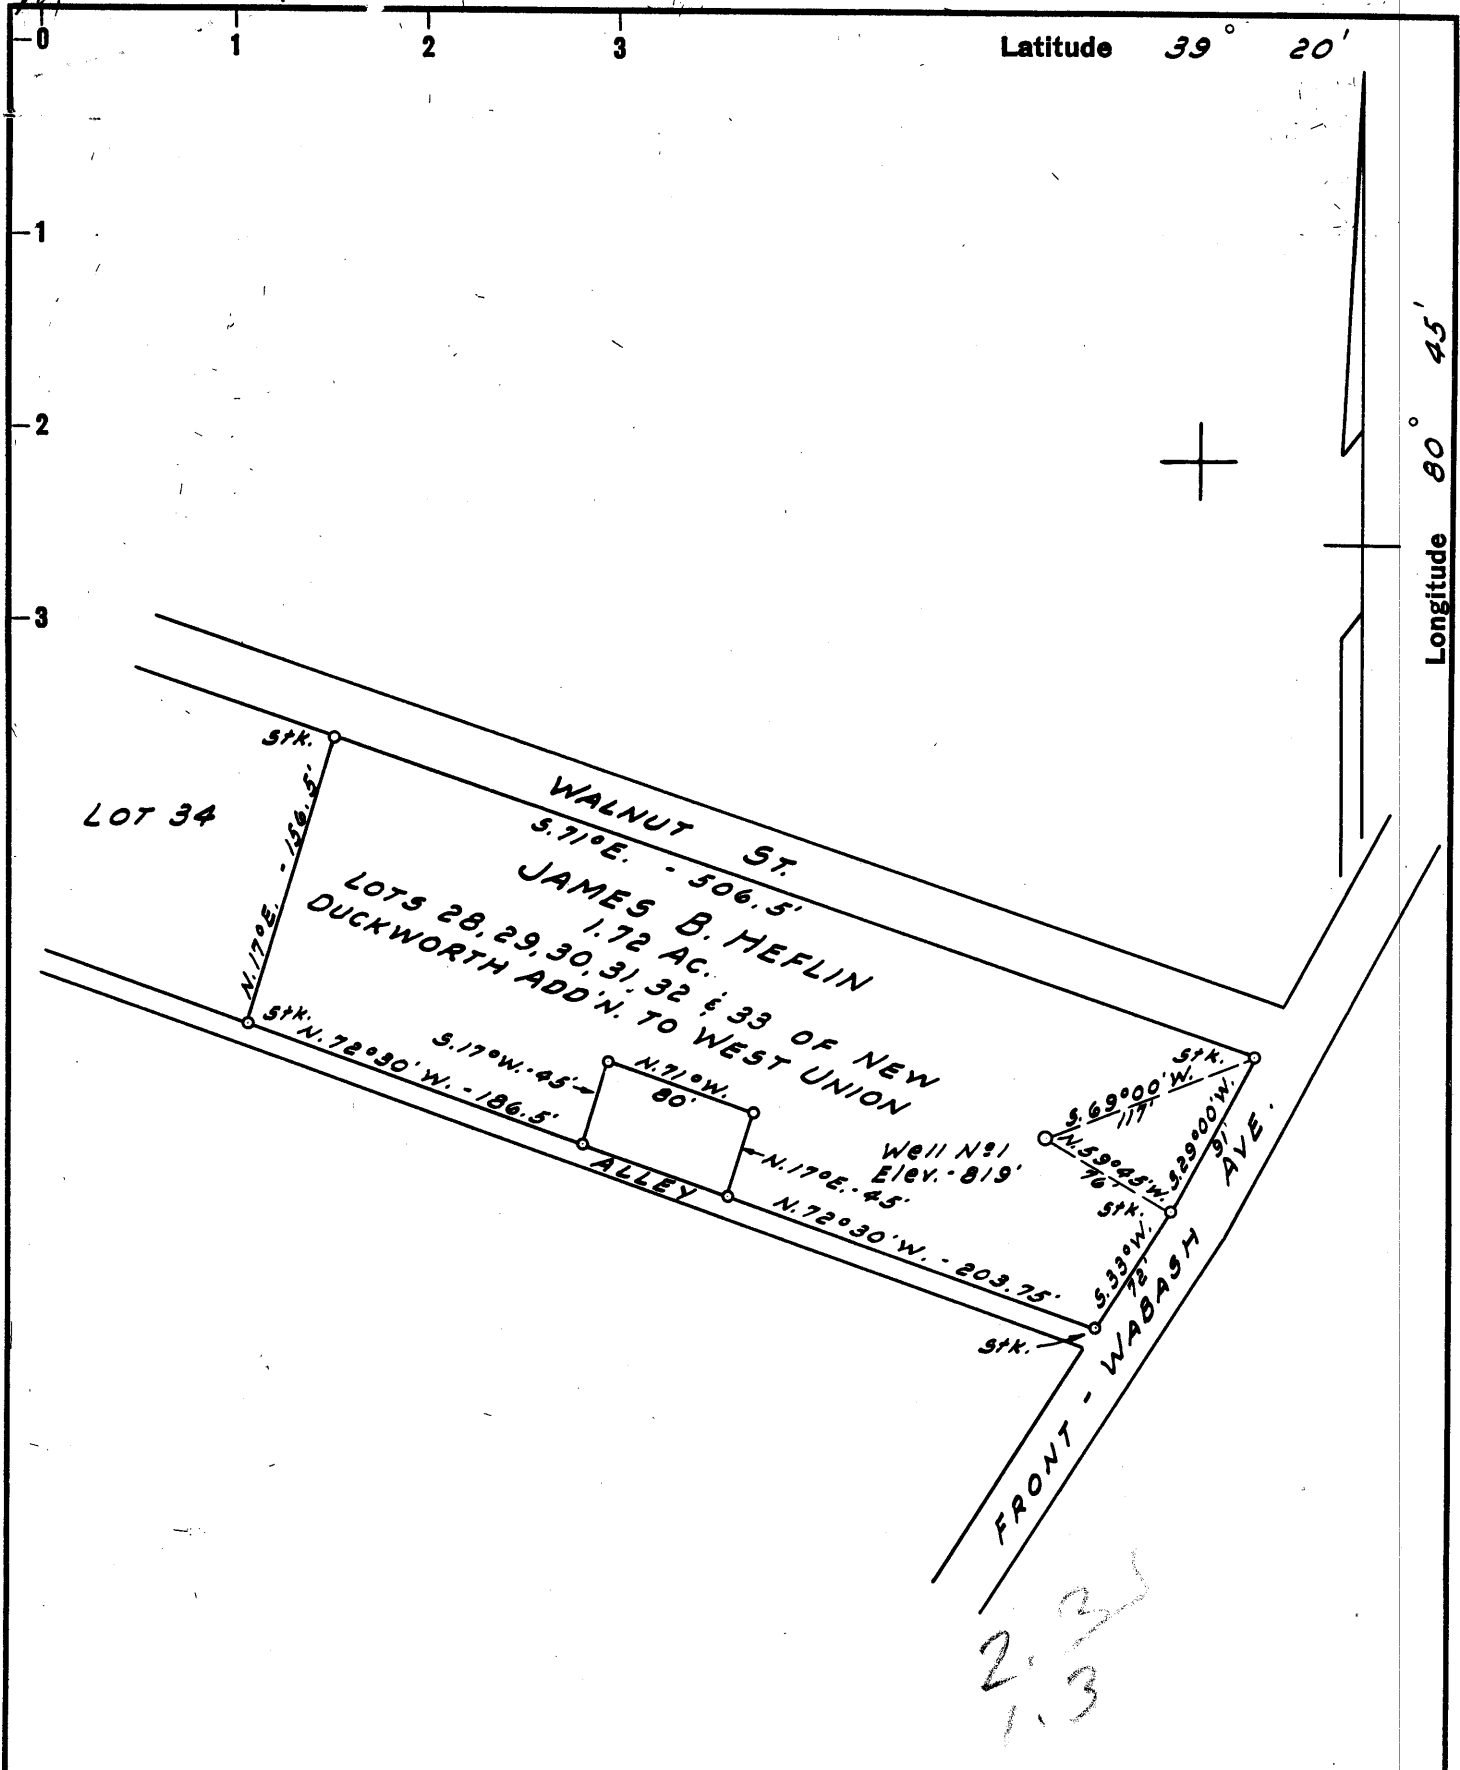 0 1 2 3 Latitude 39° 20'
1
2
3
Longitude 80° 45'
Stk.
LOT 34
N.17°E. - 156.5'
WALNUT ST.
S.71°E. - 506.5'
JAMES B. HEFLIN
1.72 AC.
LOTS 28, 29, 30, 31, 32 & 33 OF NEW
DUCKWORTH ADD'N. TO WEST UNION
Stk.
N.72°30'W. - 186.5'
S.17°W. - 45'
N.71°W.
80'
N.17°E. - 45'
ALLEY
N.72°30'W. - 203.75'
Well No 1
Elev. - 819'
Stk.
S.69°00'W.
117'
N.59°45'W.
76'
S.29°00'W.
91'
Stk.
S.33°W.
72'
Stk.
FRONT - WABASH AVE.
2.3
1.3